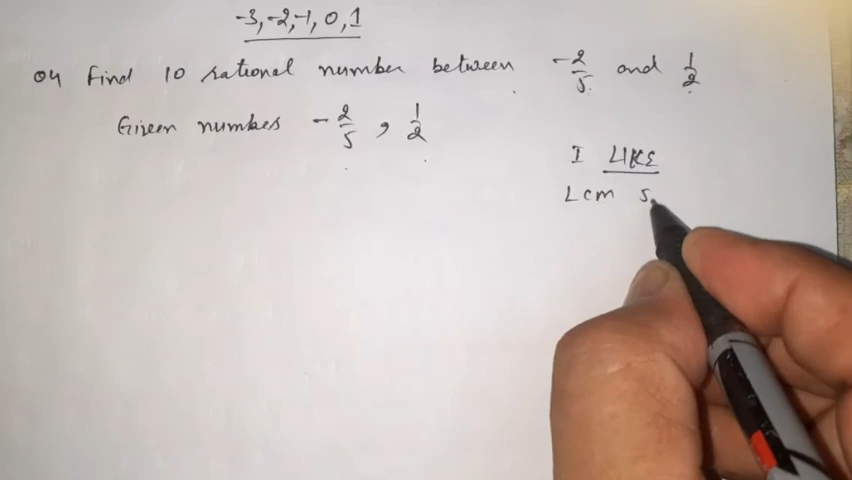 -3, -2, -1, 0, 1
Q4 Find 10 rational number between -2/5 and 1/2
Given numbers -2/5 , 1/2
I LIKE
Lcm 5,